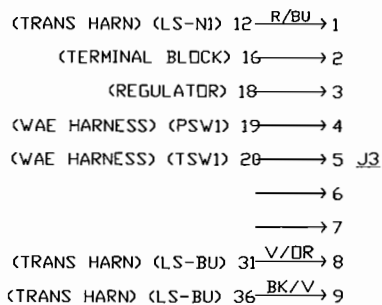 (TRANS HARN) (LS-N1) 12 R/BU 1
(TERMINAL BLOCK) 16 2
(REGULATOR) 18 3
(WAE HARNESS) (PSW1) 19 4
(WAE HARNESS) (TSW1) 20 5 J3
6
7
(TRANS HARN) (LS-BU) 31 V/OR 8
(TRANS HARN) (LS-BU) 36 BK/V 9